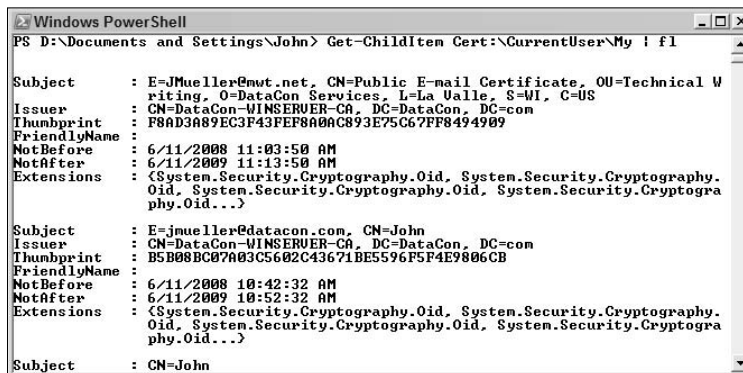 Windows PowerShell
PS D:\Documents and Settings\John> Get-ChildItem Cert:\CurrentUser\My | fl
Subject : E=JMueller@mwt.net, CN=Public E-mail Certificate, OU=Technical W
riting, O=DataCon Services, L=La Valle, S=WI, C=US
Issuer : CN=DataCon-WINSERVER-CA, DC=DataCon, DC=com
Thumbprint : F8AD3A89EC3F43FEF8A0AC893E75C67FF8494909
FriendlyName :
NotBefore : 6/11/2008 11:03:50 AM
NotAfter : 6/11/2009 11:13:50 AM
Extensions : {System.Security.Cryptography.Oid, System.Security.Cryptography.
Oid, System.Security.Cryptography.Oid, System.Security.Cryptogra
phy.Oid...}
Subject : E=jmueller@datacon.com, CN=John
Issuer : CN=DataCon-WINSERVER-CA, DC=DataCon, DC=com
Thumbprint : B5B08BC07A03C5602C43671BE5596F5F4E9806CB
FriendlyName :
NotBefore : 6/11/2008 10:42:32 AM
NotAfter : 6/11/2009 10:52:32 AM
Extensions : {System.Security.Cryptography.Oid, System.Security.Cryptography.
Oid, System.Security.Cryptography.Oid, System.Security.Cryptogra
phy.Oid...}
Subject : CN=John